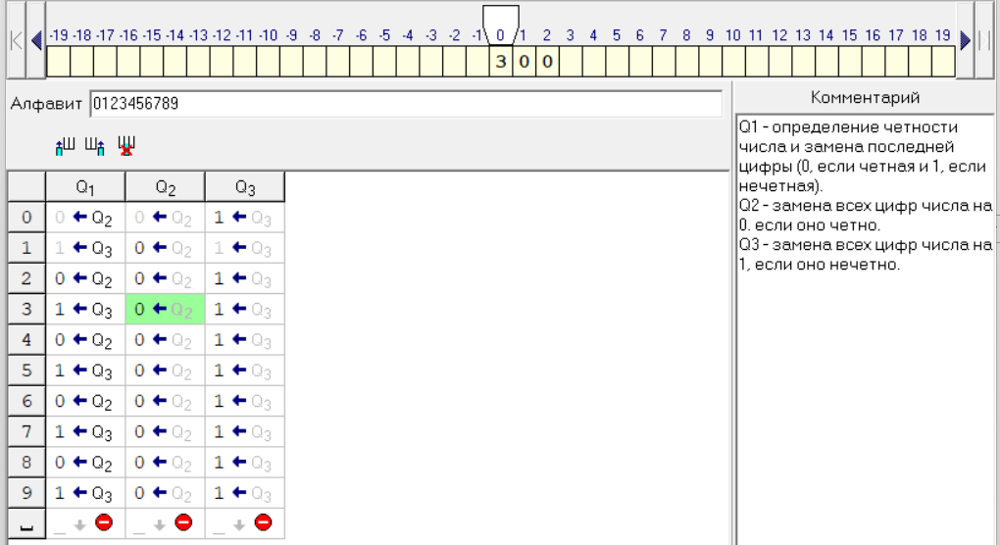 -19 -18 -17 -16 -15 -14 -13 -12 -11 -10 -9 -8 -7 -6 -5 -4 -3 -2 -1 0 1 2 3 4 5 6 7 8 9 10 11 12 13 14 15 16 17 18 19
3 0 0
Алфавит 0123456789
Q1 Q2 Q3
0 0 ← Q2 0 ← Q2 1 ← Q3
1 1 ← Q3 0 ← Q2 1 ← Q3
2 0 ← Q2 0 ← Q2 1 ← Q3
3 1 ← Q3 0 ← Q2 1 ← Q3
4 0 ← Q2 0 ← Q2 1 ← Q3
5 1 ← Q3 0 ← Q2 1 ← Q3
6 0 ← Q2 0 ← Q2 1 ← Q3
7 1 ← Q3 0 ← Q2 1 ← Q3
8 0 ← Q2 0 ← Q2 1 ← Q3
9 1 ← Q3 0 ← Q2 1 ← Q3
␣ _ ↓ _ ↓ _ ↓
Комментарий
Q1 - определение четности
числа и замена последней
цифры (0, если четная и 1, если
нечетная).
Q2 - замена всех цифр числа на
0. если оно четно.
Q3 - замена всех цифр числа на
1, если оно нечетно.